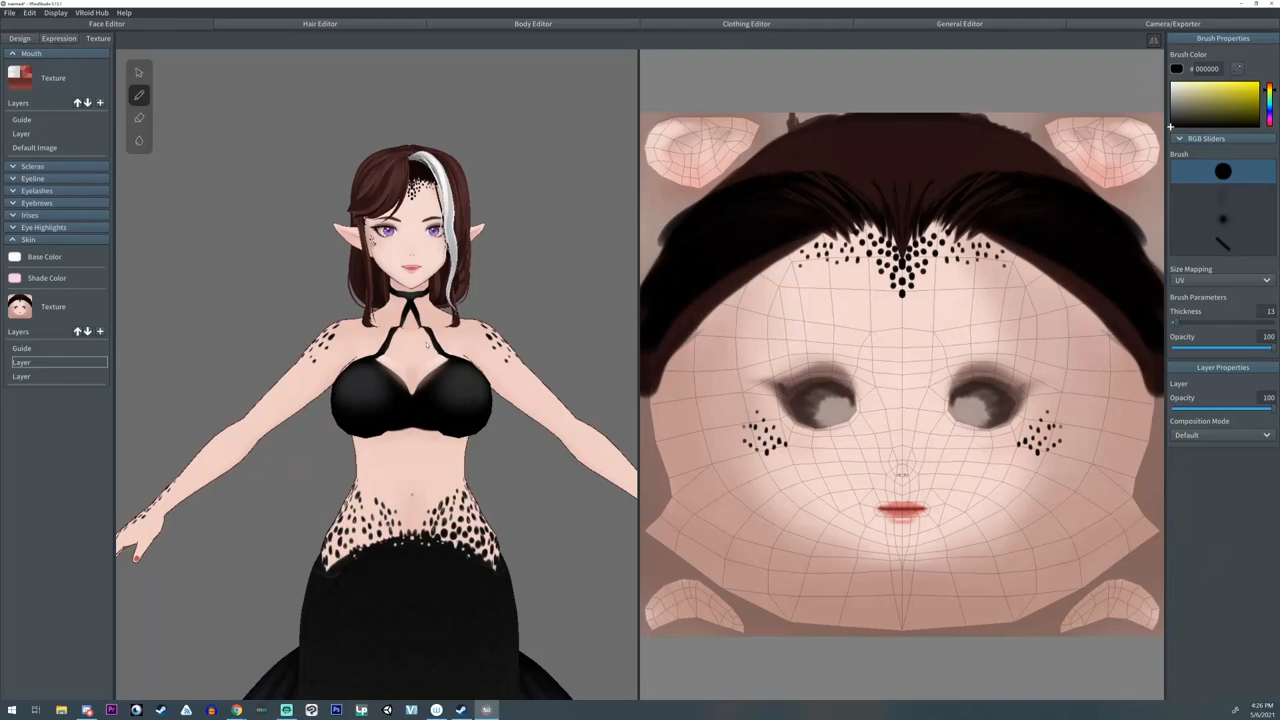 File Edit Display VRoid Hub Help
Face Editor Hair Editor Body Editor Clothing Editor General Editor Camera/Exporter
Design Expression Texture
Mouth
Texture
Layers
Guide
Layer
Default Image
Scleras
Eyeline
Eyelashes
Eyebrows
Irises
Eye Highlights
Skin
Base Color
Shade Color
Texture
Layers
Guide
Layer
Layer
Brush Properties
Brush Color
# 000000
RGB Sliders
Brush
Size Mapping
UV
Brush Parameters
Thickness 13
Opacity 100
Layer Properties
Layer
Opacity 100
Composition Mode
Default
4:26 PM
5/6/2021